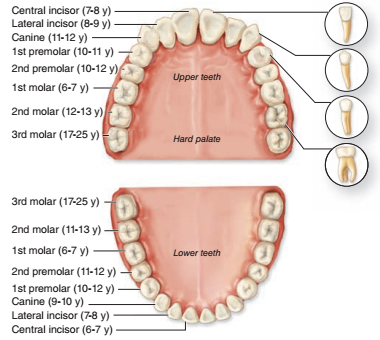 Central incisor (7-8 y)
Lateral incisor (8-9 y)
Canine (11-12 y)
1st premolar (10-11 y)
2nd premolar (10-12 y)
1st molar (6-7 y)
2nd molar (12-13 y)
3rd molar (17-25 y)
Upper teeth
Hard palate
3rd molar (17-25 y)
2nd molar (11-13 y)
1st molar (6-7 y)
2nd premolar (11-12 y)
1st premolar (10-12 y)
Canine (9-10 y)
Lateral incisor (7-8 y)
Central incisor (6-7 y)
Lower teeth